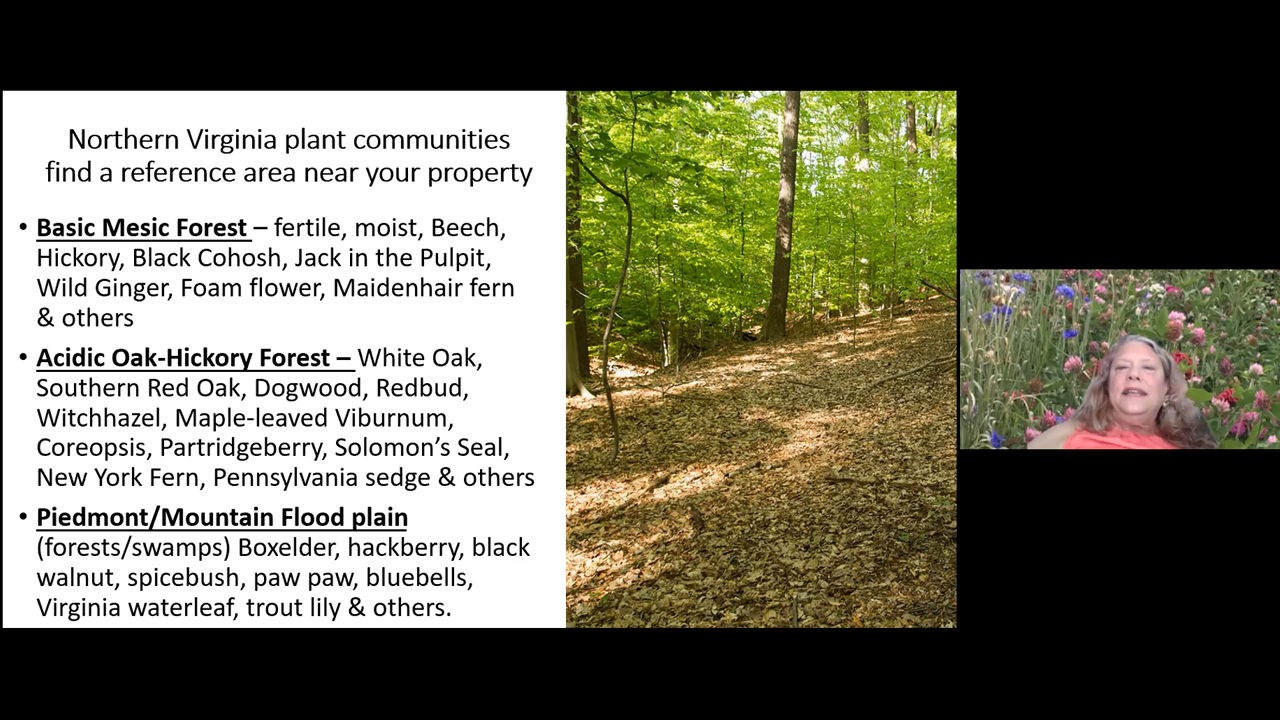 Northern Virginia plant communities
find a reference area near your property
• Basic Mesic Forest – fertile, moist, Beech,
Hickory, Black Cohosh, Jack in the Pulpit,
Wild Ginger, Foam flower, Maidenhair fern
& others
• Acidic Oak-Hickory Forest – White Oak,
Southern Red Oak, Dogwood, Redbud,
Witchhazel, Maple-leaved Viburnum,
Coreopsis, Partridgeberry, Solomon’s Seal,
New York Fern, Pennsylvania sedge & others
• Piedmont/Mountain Flood plain
(forests/swamps) Boxelder, hackberry, black
walnut, spicebush, paw paw, bluebells,
Virginia waterleaf, trout lily & others.